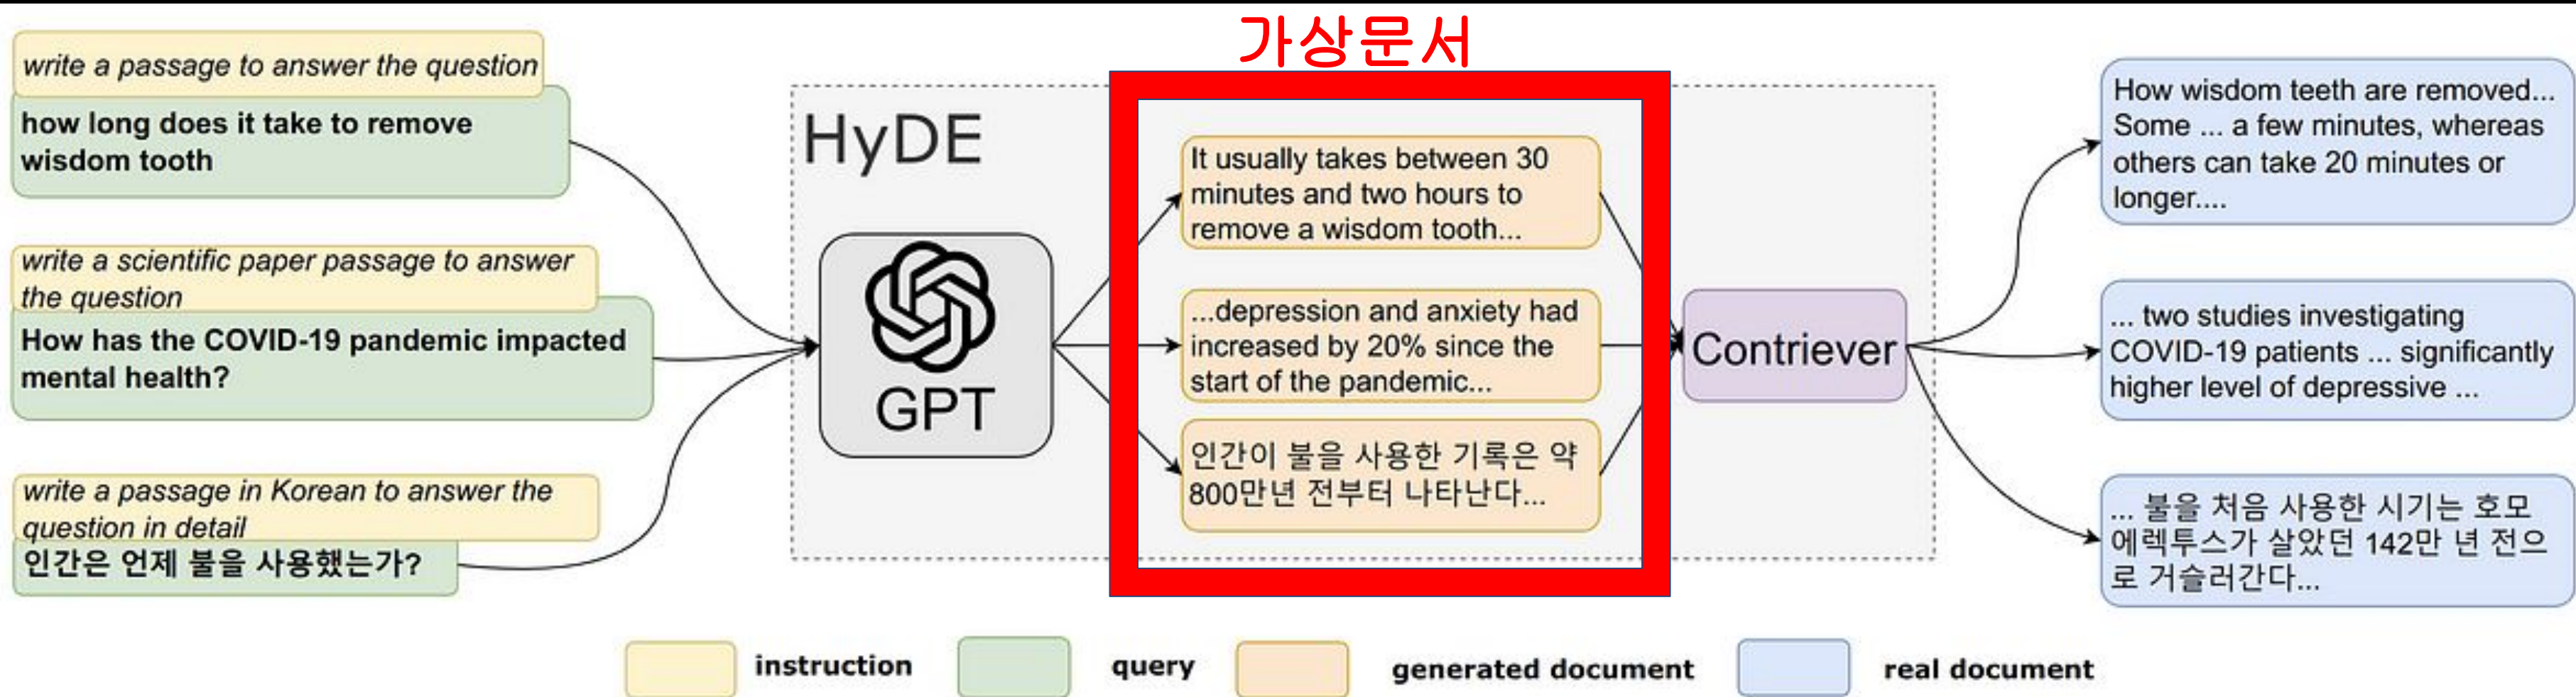 가상문서
write a passage to answer the question
how long does it take to remove
wisdom tooth
write a scientific paper passage to answer
the question
How has the COVID-19 pandemic impacted
mental health?
write a passage in Korean to answer the
question in detail
인간은 언제 불을 사용했는가?
HyDE
GPT
It usually takes between 30
minutes and two hours to
remove a wisdom tooth...
...depression and anxiety had
increased by 20% since the
start of the pandemic...
인간이 불을 사용한 기록은 약
800만년 전부터 나타난다...
Contriever
How wisdom teeth are removed...
Some ... a few minutes, whereas
others can take 20 minutes or
longer....
... two studies investigating
COVID-19 patients ... significantly
higher level of depressive ...
... 불을 처음 사용한 시기는 호모
에렉투스가 살았던 142만 년 전으
로 거슬러간다...
instruction
query
generated document
real document